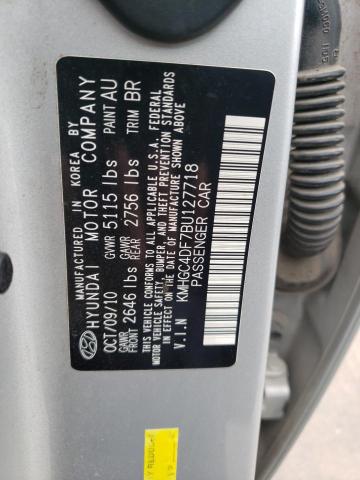 MANUFACTURED IN KOREA BY
HYUNDAI MOTOR COMPANY
OCT/09/10 GVWR 5115 lbs PAINT AU
GAWR FRONT 2646 lbs GAWR REAR 2756 lbs TRIM BR
THIS VEHICLE CONFORMS TO ALL APPLICABLE U.S.A. FEDERAL
MOTOR VEHICLE SAFETY, BUMPER, AND THEFT PREVENTION STANDARDS
IN EFFECT ON THE DATE OF MANUFACTURE SHOWN ABOVE.
V.I.N KMHGC4DF7BU127718
PASSENGER CAR